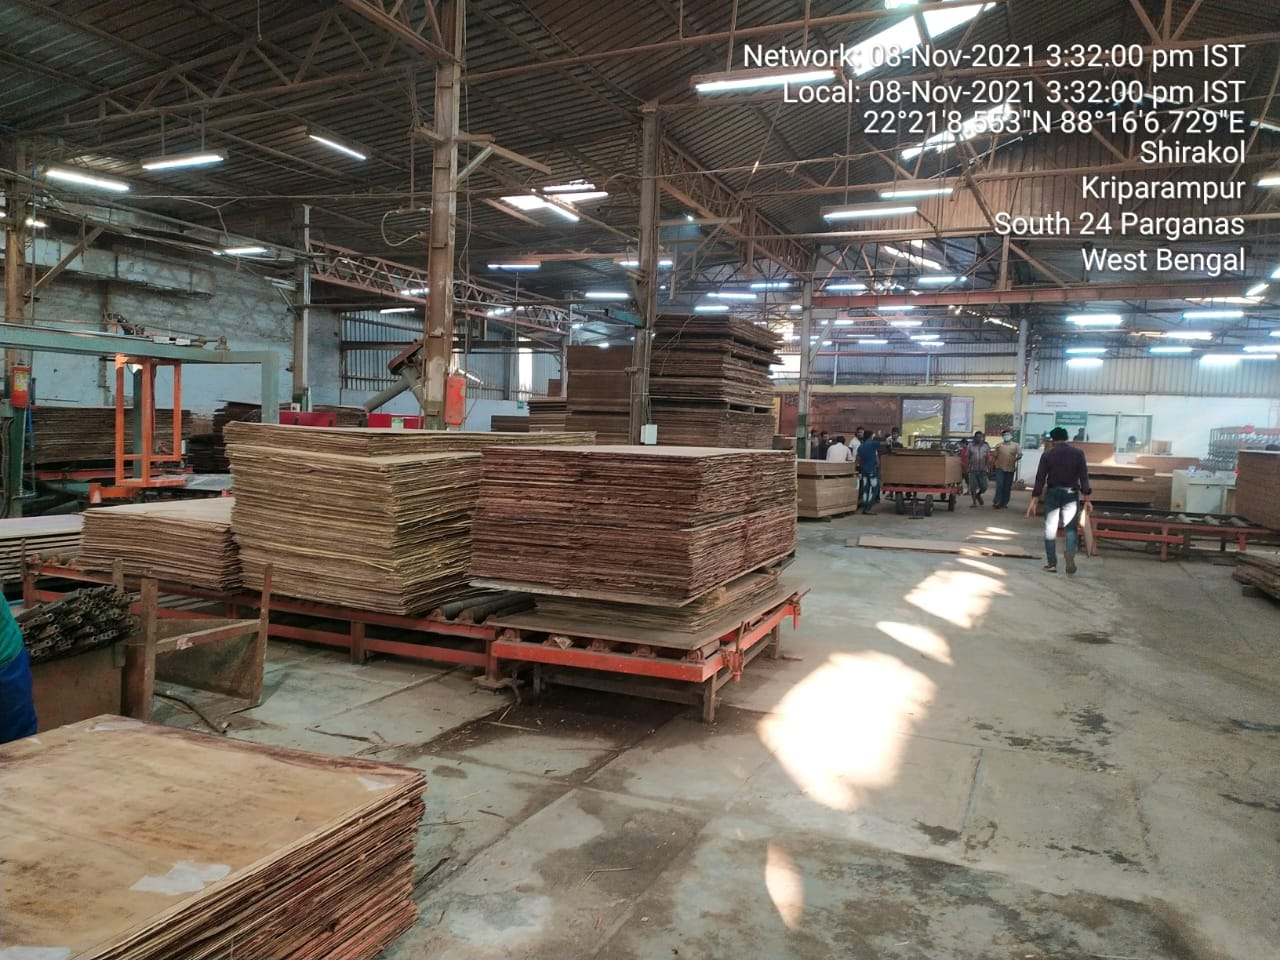 Network: 08-Nov-2021 3:32:00 pm IST
Local: 08-Nov-2021 3:32:00 pm IST
22°21'8.553"N 88°16'6.729"E
Shirakol
Kriparampur
South 24 Parganas
West Bengal